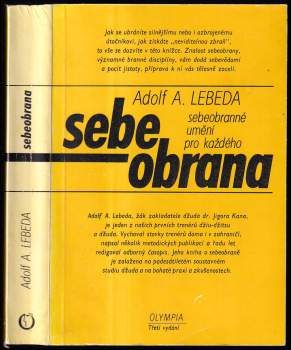 Jak se ubráníte silnějšímu nebo i ozbrojenému
útočníkovi, jak získáte „neviditelnou zbraň",
to vše se dozvíte v této knížce. Znalost sebeobrany,
významné branné disciplíny, vám dodá sebevědomí
a pocit jistoty, příprava k ní vás tělesně zocelí.
Adolf A. LEBEDA
sebeobranné
umění
pro každého
sebe
obrana
Adolf A. Lebeda, žák zakladatele džuda dr. Jigora Kana,
je jeden z našich prvních trenérů džiu-džitsu
a džuda. Vychoval stovky trenérů doma i v zahraničí,
napsal několik metodických publikací a řadu let
redigoval odborný časopis. Jeho kniha o sebeobraně
je založena na padesátiletém soustavném
studiu džuda a na bohaté praxi a zkušenostech.
OLYMPIA
Třetí vydání
sebeobrana
Adolf A. LEBEDA